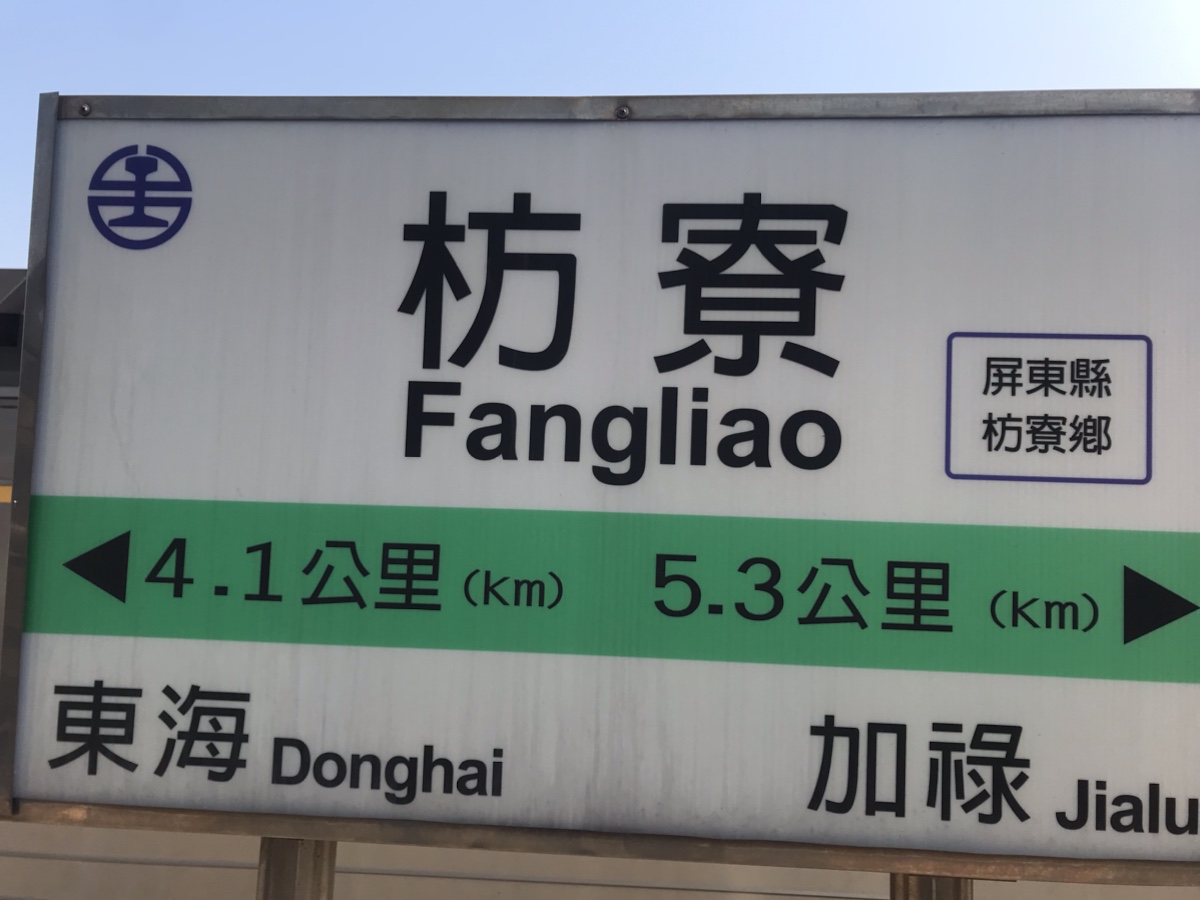 枋寮
Fangliao
屏東縣
枋寮鄉
4.1公里(km) 5.3公里(km)
東海 Donghai 加祿 Jialu